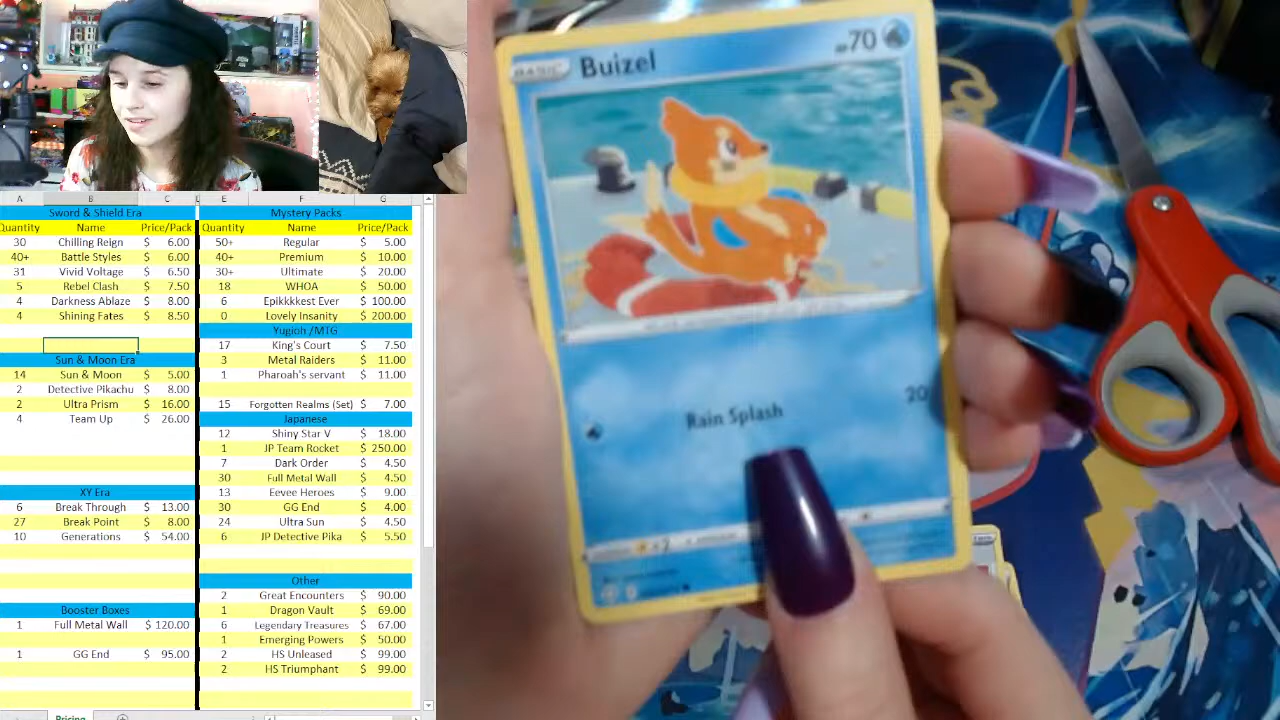 Sword & Shield Era
Quantity Name Price/Pack
30 Chilling Reign $ 6.00
40+ Battle Styles $ 6.00
31 Vivid Voltage $ 6.50
5 Rebel Clash $ 7.50
4 Darkness Ablaze $ 8.00
4 Shining Fates $ 8.50
Sun & Moon Era
14 Sun & Moon $ 5.00
2 Detective Pikachu $ 8.00
2 Ultra Prism $ 16.00
4 Team Up $ 26.00
XY Era
6 Break Through $ 13.00
27 Break Point $ 8.00
10 Generations $ 54.00
Booster Boxes
1 Full Metal Wall $ 120.00
1 GG End $ 95.00
Pricing
A B C E F G
Mystery Packs
Quantity Name Price/Pack
50+ Regular $ 5.00
40+ Premium $ 10.00
30+ Ultimate $ 20.00
18 WHOA $ 50.00
6 Epikkkkest Ever $ 100.00
0 Lovely Insanity $ 200.00
Yugioh /MTG
17 King's Court $ 7.50
3 Metal Raiders $ 11.00
1 Pharoah's servant $ 11.00
15 Forgotten Realms (Set) $ 7.00
Japanese
12 Shiny Star V $ 18.00
1 JP Team Rocket $ 250.00
7 Dark Order $ 4.50
30 Full Metal Wall $ 4.50
13 Eevee Heroes $ 9.00
30 GG End $ 4.00
24 Ultra Sun $ 4.50
6 JP Detective Pika $ 5.50
Other
2 Great Encounters $ 90.00
1 Dragon Vault $ 69.00
6 Legendary Treasures $ 67.00
1 Emerging Powers $ 50.00
2 HS Unleased $ 99.00
2 HS Triumphant $ 99.00
BASIC Buizel 70
Rain Splash 20
×2